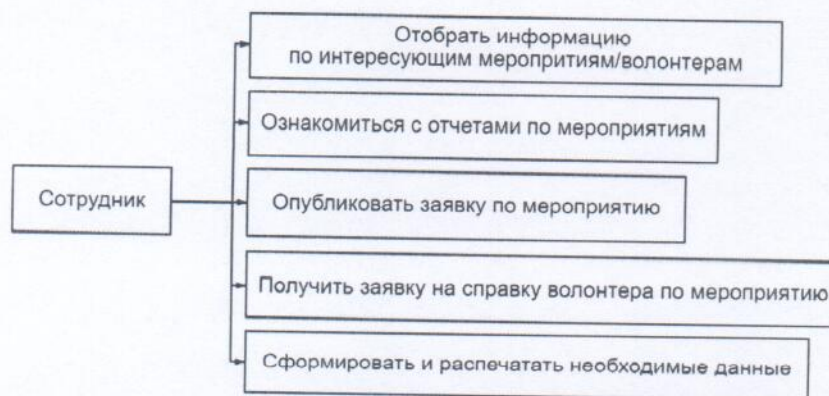 Отобрать информацию
по интересующим меропритиям/волонтерам
Ознакомиться с отчетами по мероприятиям
Сотрудник
Опубликовать заявку по мероприятию
Получить заявку на справку волонтера по мероприятию
Сформировать и распечатать необходимые данные